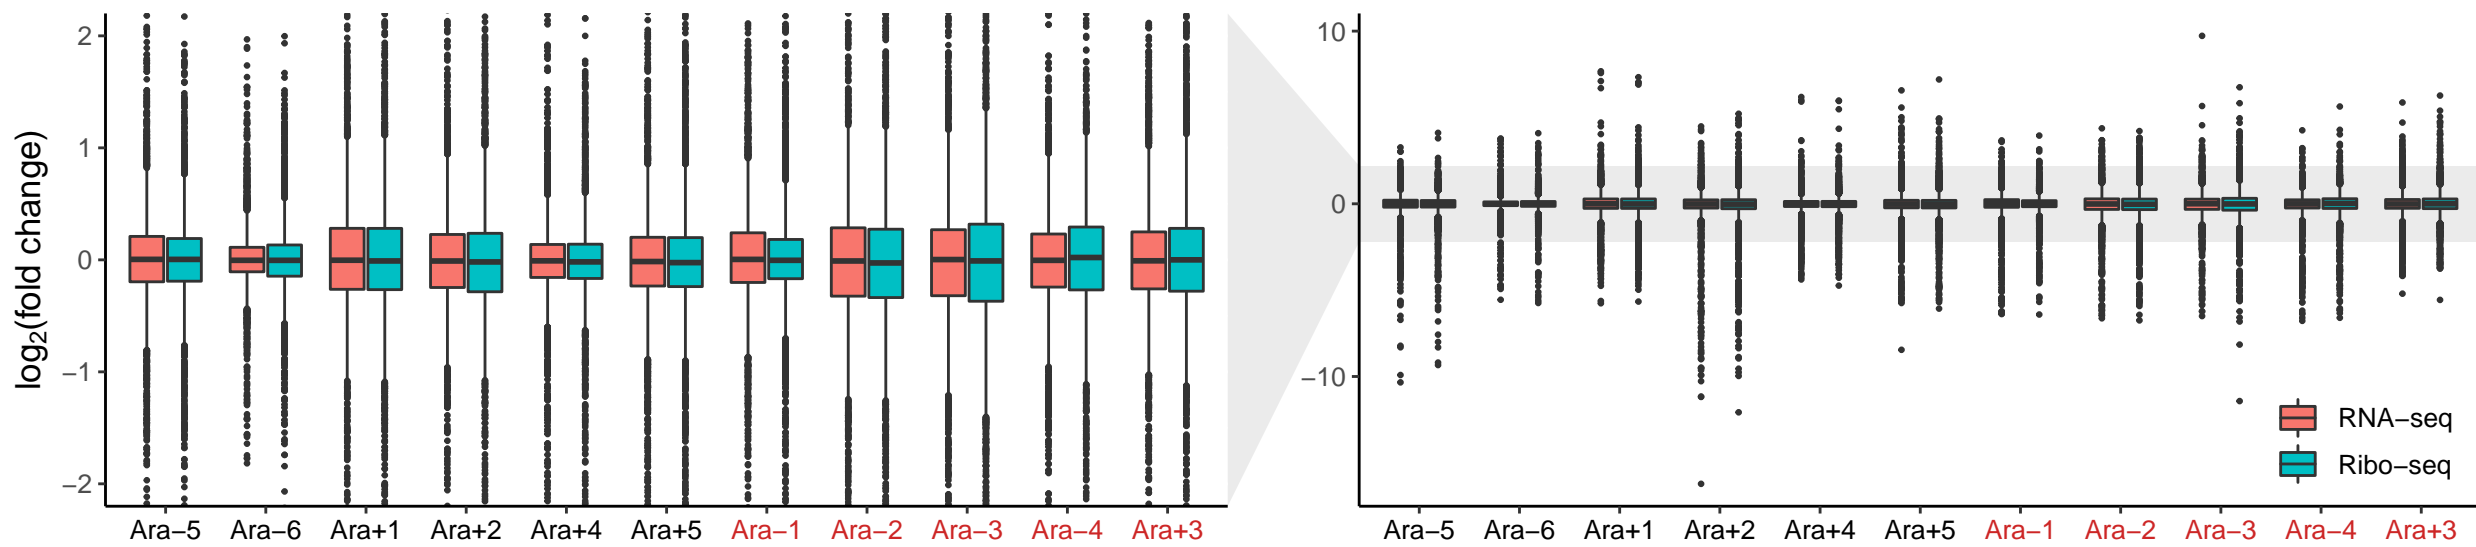 log₂(fold change)
2
1
0
−1
−2
Ara−5 Ara−6 Ara+1 Ara+2 Ara+4 Ara+5 Ara−1 Ara−2 Ara−3 Ara−4 Ara+3
10
0
−10
RNA−seq
Ribo−seq
Ara−5 Ara−6 Ara+1 Ara+2 Ara+4 Ara+5 Ara−1 Ara−2 Ara−3 Ara−4 Ara+3